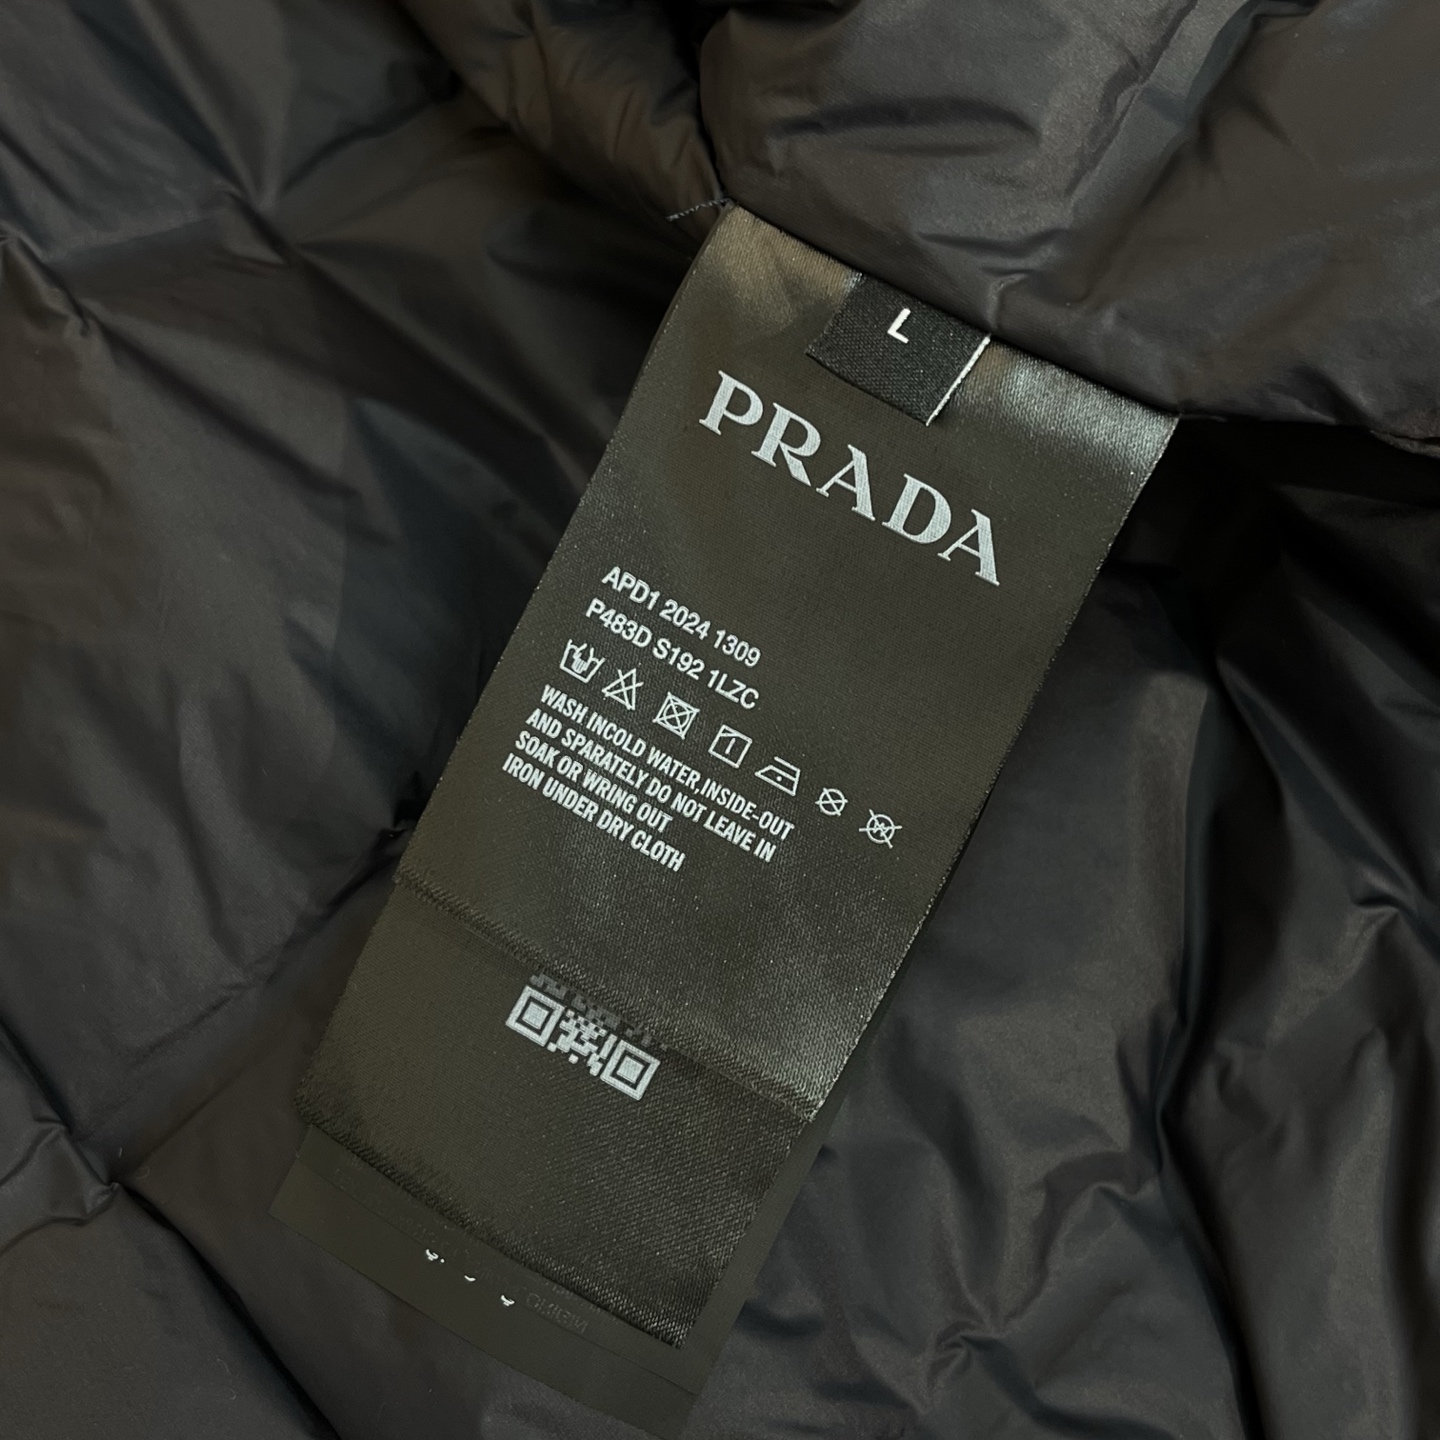 L
PRADA
APD1 2024 1309
P483D S192 1LZC
WASH INCOLD WATER,INSIDE-OUT
AND SPARATELY DO NOT LEAVE IN
SOAK OR WRING OUT
IRON UNDER DRY CLOTH